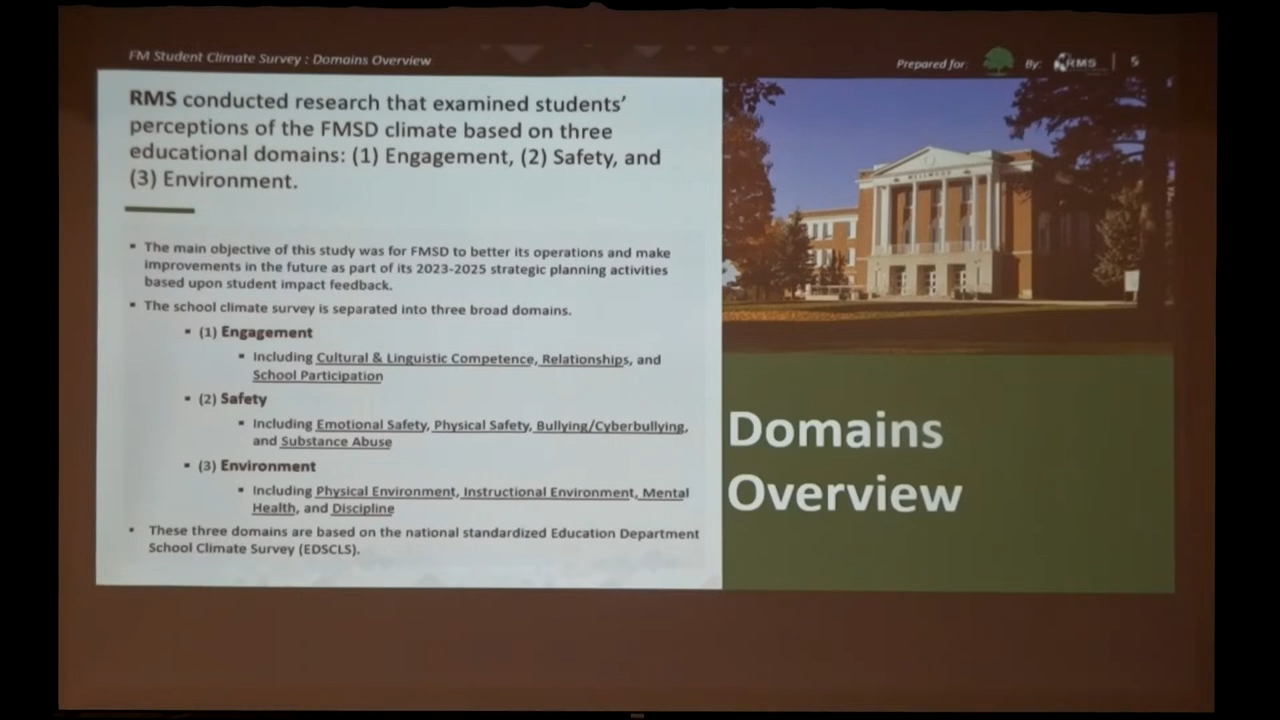 FM Student Climate Survey : Domains Overview
Prepared for: By: RMS | 5
RMS conducted research that examined students'
perceptions of the FMSD climate based on three
educational domains: (1) Engagement, (2) Safety, and
(3) Environment.
▪ The main objective of this study was for FMSD to better its operations and make
improvements in the future as part of its 2023-2025 strategic planning activities
based upon student impact feedback.
▪ The school climate survey is separated into three broad domains.
▪ (1) Engagement
▪ Including Cultural & Linguistic Competence, Relationships, and
School Participation
▪ (2) Safety
▪ Including Emotional Safety, Physical Safety, Bullying/Cyberbullying,
and Substance Abuse
▪ (3) Environment
▪ Including Physical Environment, Instructional Environment, Mental
Health, and Discipline
▪ These three domains are based on the national standardized Education Department
School Climate Survey (EDSCLS).
WELLWOOD
Domains
Overview